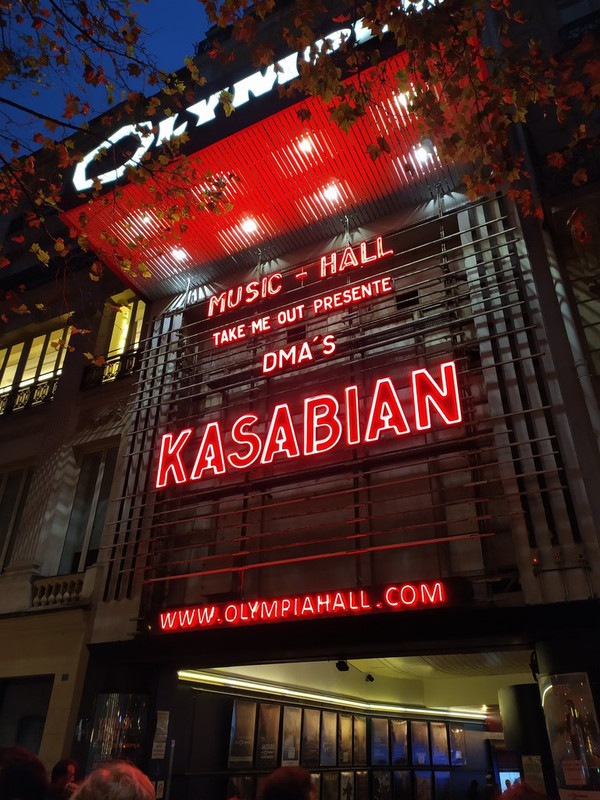 OLYMPIA
MUSIC - HALL
TAKE ME OUT PRESENTE
DMA'S
KASABIAN
WWW.OLYMPIAHALL.COM